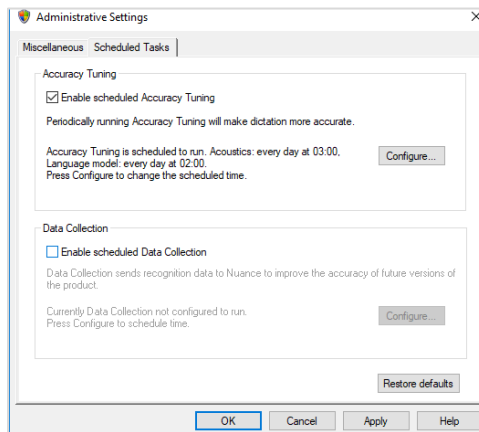 Administrative Settings
Miscellaneous Scheduled Tasks
Accuracy Tuning
Enable scheduled Accuracy Tuning
Periodically running Accuracy Tuning will make dictation more accurate.
Accuracy Tuning is scheduled to run. Acoustics: every day at 03:00,
Language model: every day at 02:00.
Press Configure to change the scheduled time.
Configure...
Data Collection
Enable scheduled Data Collection
Data Collection sends recognition data to Nuance to improve the accuracy of future versions of
the product.
Currently Data Collection not configured to run.
Press Configure to schedule time.
Configure...
Restore defaults
OK Cancel Apply Help